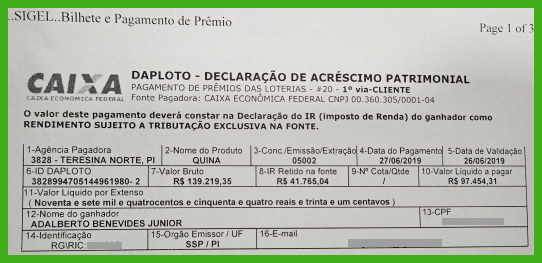 ..SIGEL..Bilhete e Pagamento de Prêmio
Page 1 of 3
CAIXA
CAIXA ECONÔMICA FEDERAL
DAPLOTO - DECLARAÇÃO DE ACRÉSCIMO PATRIMONIAL
PAGAMENTO DE PRÊMIOS DAS LOTERIAS - #20 - 1º via-CLIENTE
Fonte Pagadora: CAIXA ECONÔMICA FEDERAL CNPJ 00.360.305/0001-04
O valor deste pagamento deverá constar na Declaração do IR (imposto de Renda) do ganhador como
RENDIMENTO SUJEITO A TRIBUTAÇÃO EXCLUSIVA NA FONTE.
1-Agência Pagadora 2-Nome do Produto 3-Conc./Emissão/Extração 4-Data do Pagamento 5-Data de Validação
3828 - TERESINA NORTE, PI QUINA 05002 27/06/2019 26/06/2019
6-ID DAPLOTO 7-Valor Bruto 8-IR Retido na fonte 9-Nº Cota/Qtde 10-Valor Liquido a pagar
3828994705144961980- 2 R$ 139.219,35 R$ 41.765,04 / R$ 97.454,31
11-Valor Liquido por Extenso
( Noventa e sete mil e quatrocentos e cinquenta e quatro reais e trinta e um centavos )
12-Nome do ganhador 13-CPF
ADALBERTO BENEVIDES JUNIOR
14-Identificação 15-Orgão Emissor / UF 16-E-mail
RG\RIC: SSP / PI